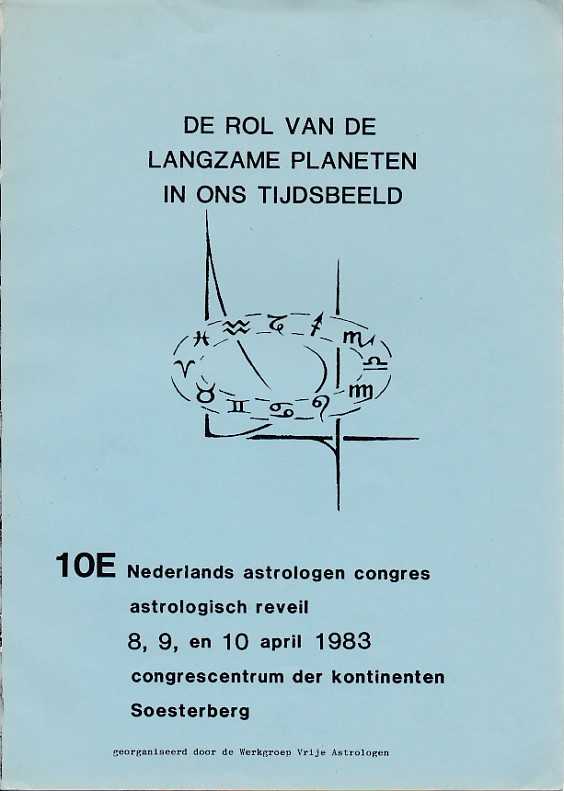 DE ROL VAN DE
LANGZAME PLANETEN
IN ONS TIJDSBEELD
♓ ♒ ♑ ♐ ♏
♈ ♎
♉ ♊ ♋ ♌ ♍
10E Nederlands astrologen congres
astrologisch reveil
8, 9, en 10 april 1983
congrescentrum der kontinenten
Soesterberg
georganiseerd door de Werkgroep Vrije Astrologen